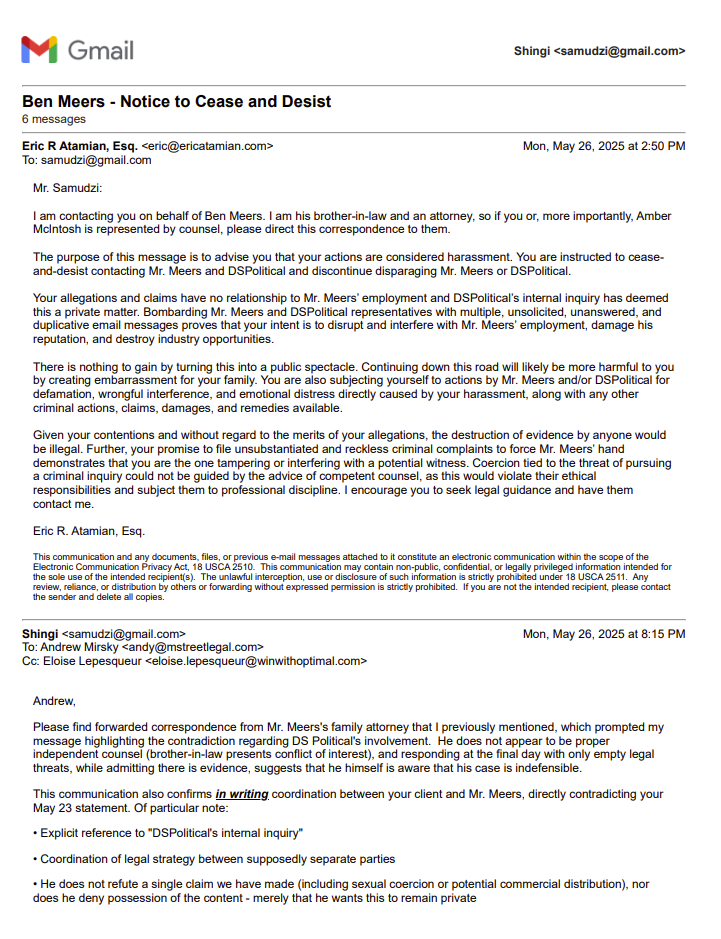 Gmail
Shingi <samudzi@gmail.com>
Ben Meers - Notice to Cease and Desist
6 messages
Eric R Atamian, Esq. <eric@ericatamian.com>
Mon, May 26, 2025 at 2:50 PM
To: samudzi@gmail.com
Mr. Samudzi:
I am contacting you on behalf of Ben Meers. I am his brother-in-law and an attorney, so if you or, more importantly, Amber
McIntosh is represented by counsel, please direct this correspondence to them.
The purpose of this message is to advise you that your actions are considered harassment. You are instructed to cease-
and-desist contacting Mr. Meers and DSPolitical and discontinue disparaging Mr. Meers or DSPolitical.
Your allegations and claims have no relationship to Mr. Meers' employment and DSPolitical's internal inquiry has deemed
this a private matter. Bombarding Mr. Meers and DSPolitical representatives with multiple, unsolicited, unanswered, and
duplicative email messages proves that your intent is to disrupt and interfere with Mr. Meers' employment, damage his
reputation, and destroy industry opportunities.
There is nothing to gain by turning this into a public spectacle. Continuing down this road will likely be more harmful to you
by creating embarrassment for your family. You are also subjecting yourself to actions by Mr. Meers and/or DSPolitical for
defamation, wrongful interference, and emotional distress directly caused by your harassment, along with any other
criminal actions, claims, damages, and remedies available.
Given your contentions and without regard to the merits of your allegations, the destruction of evidence by anyone would
be illegal. Further, your promise to file unsubstantiated and reckless criminal complaints to force Mr. Meers' hand
demonstrates that you are the one tampering or interfering with a potential witness. Coercion tied to the threat of pursuing
a criminal inquiry could not be guided by the advice of competent counsel, as this would violate their ethical
responsibilities and subject them to professional discipline. I encourage you to seek legal guidance and have them
contact me.
Eric R. Atamian, Esq.
This communication and any documents, files, or previous e-mail messages attached to it constitute an electronic communication within the scope of the
Electronic Communication Privacy Act, 18 USCA 2510. This communication may contain non-public, confidential, or legally privileged information intended for
the sole use of the intended recipient(s). The unlawful interception, use or disclosure of such information is strictly prohibited under 18 USCA 2511. Any
review, reliance, or distribution by others or forwarding without expressed permission is strictly prohibited. If you are not the intended recipient, please contact
the sender and delete all copies.
Shingi <samudzi@gmail.com>
Mon, May 26, 2025 at 8:15 PM
To: Andrew Mirsky <andy@mstreetlegal.com>
Cc: Eloise Lepesqueur <eloise.lepesqueur@winwithoptimal.com>
Andrew,
Please find forwarded correspondence from Mr. Meers's family attorney that I previously mentioned, which prompted my
message highlighting the contradiction regarding DS Political's involvement. He does not appear to be proper
independent counsel (brother-in-law presents conflict of interest), and responding at the final day with only empty legal
threats, while admitting there is evidence, suggests that he himself is aware that his case is indefensible.
This communication also confirms in writing coordination between your client and Mr. Meers, directly contradicting your
May 23 statement. Of particular note:
• Explicit reference to "DSPolitical's internal inquiry"
• Coordination of legal strategy between supposedly separate parties
• He does not refute a single claim we have made (including sexual coercion or potential commercial distribution), nor
does he deny possession of the content - merely that he wants this to remain private